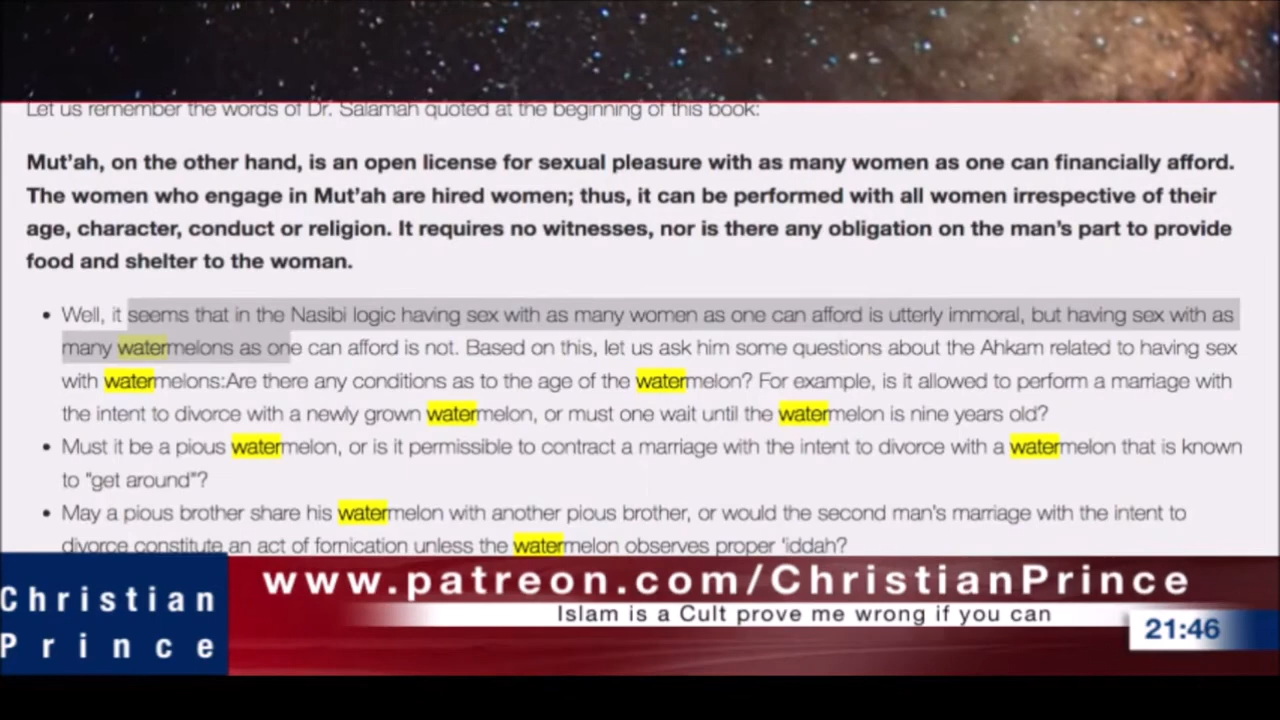 Let us remember the words of Dr. Salamah quoted at the beginning of this book:
Mut'ah, on the other hand, is an open license for sexual pleasure with as many women as one can financially afford.
The women who engage in Mut'ah are hired women; thus, it can be performed with all women irrespective of their
age, character, conduct or religion. It requires no witnesses, nor is there any obligation on the man's part to provide
food and shelter to the woman.
• Well, it seems that in the Nasibi logic having sex with as many women as one can afford is utterly immoral, but having sex with as
many watermelons as one can afford is not. Based on this, let us ask him some questions about the Ahkam related to having sex
with watermelons:Are there any conditions as to the age of the watermelon? For example, is it allowed to perform a marriage with
the intent to divorce with a newly grown watermelon, or must one wait until the watermelon is nine years old?
• Must it be a pious watermelon, or is it permissible to contract a marriage with the intent to divorce with a watermelon that is known
to "get around"?
• May a pious brother share his watermelon with another pious brother, or would the second man's marriage with the intent to
divorce constitute an act of fornication unless the watermelon observes proper 'iddah?
www.patreon.com/ChristianPrince
Islam is a Cult prove me wrong if you can
Christian
Prince
21:46